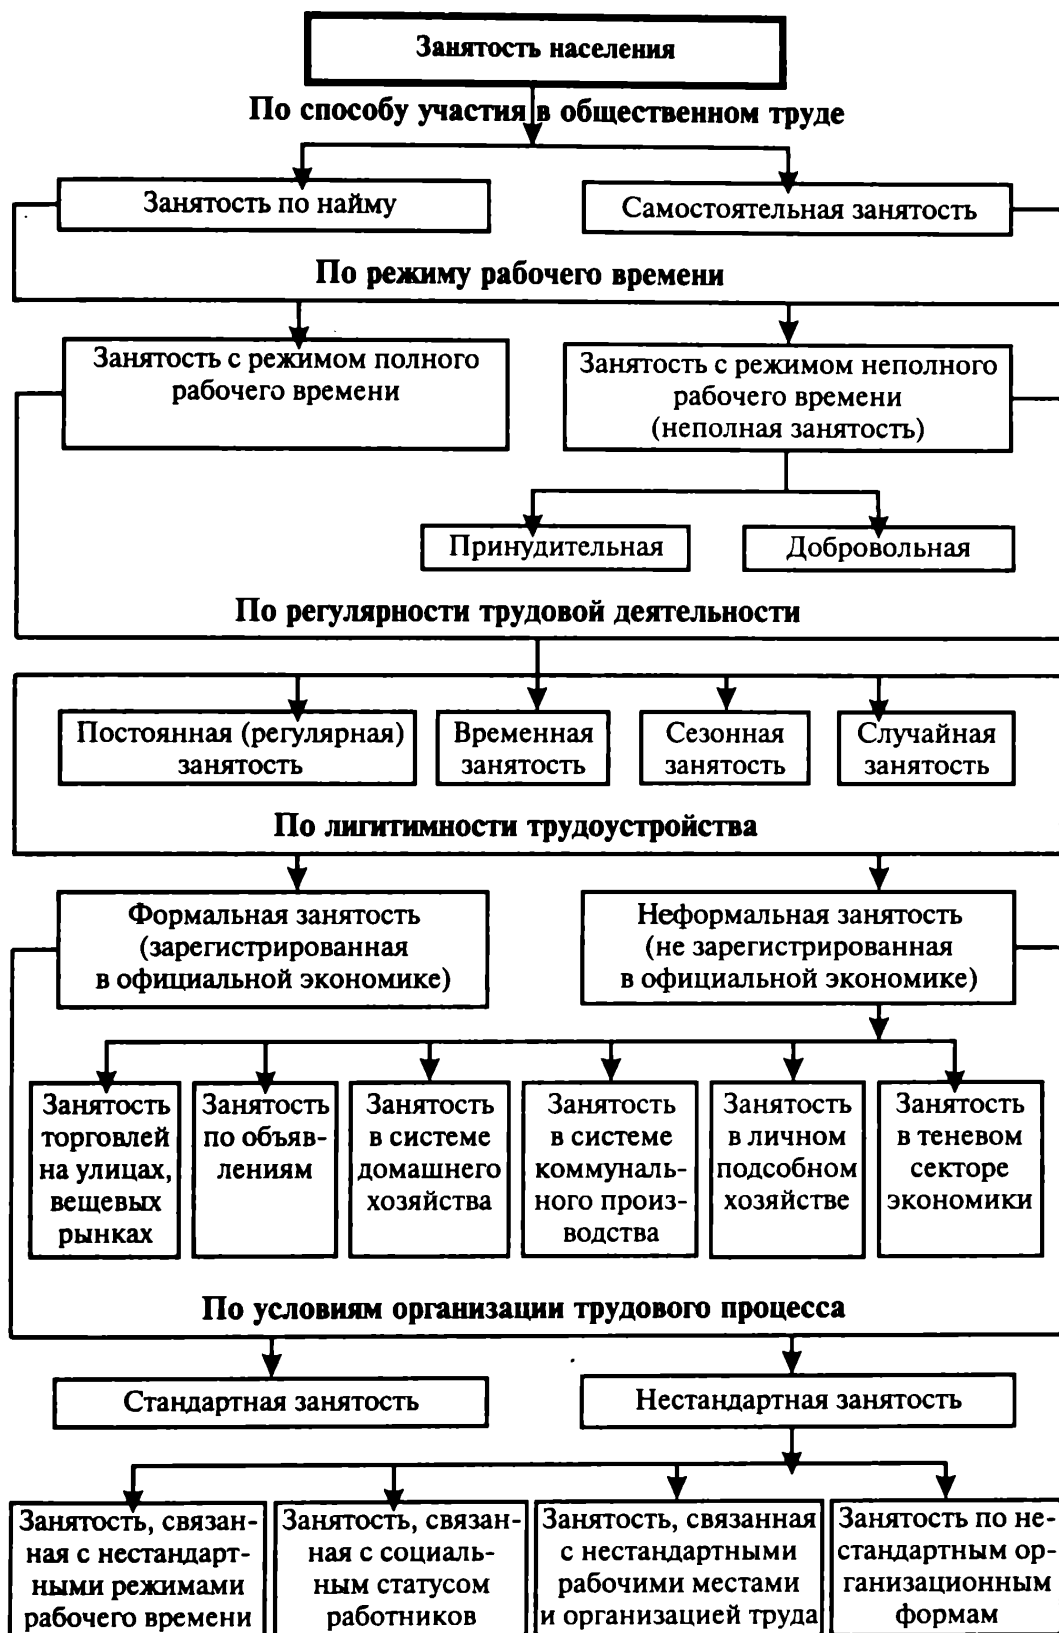 Занятость населения
По способу участия в общественном труде
Занятость по найму
Самостоятельная занятость
По режиму рабочего времени
Занятость с режимом полного
рабочего времени
Занятость с режимом неполного
рабочего времени
(неполная занятость)
Принудительная
Добровольная
По регулярности трудовой деятельности
Постоянная (регулярная)
занятость
Временная
занятость
Сезонная
занятость
Случайная
занятость
По лигитимности трудоустройства
Формальная занятость
(зарегистрированная
в официальной экономике)
Неформальная занятость
(не зарегистрированная
в официальной экономике)
Занятость
торговлей
на улицах,
вещевых
рынках
Занятость
по объяв-
лениям
Занятость
в системе
домашнего
хозяйства
Занятость
в системе
коммуналь-
ного произ-
водства
Занятость
в личном
подсобном
хозяйстве
Занятость
в теневом
секторе
экономики
По условиям организации трудового процесса
Стандартная занятость
Нестандартная занятость
Занятость, связан-
ная с нестандарт-
ными режимами
рабочего времени
Занятость, связан-
ная с социаль-
ным статусом
работников
Занятость, связанная
с нестандартными
рабочими местами
и организацией труда
Занятость по не-
стандартным ор-
ганизационным
формам